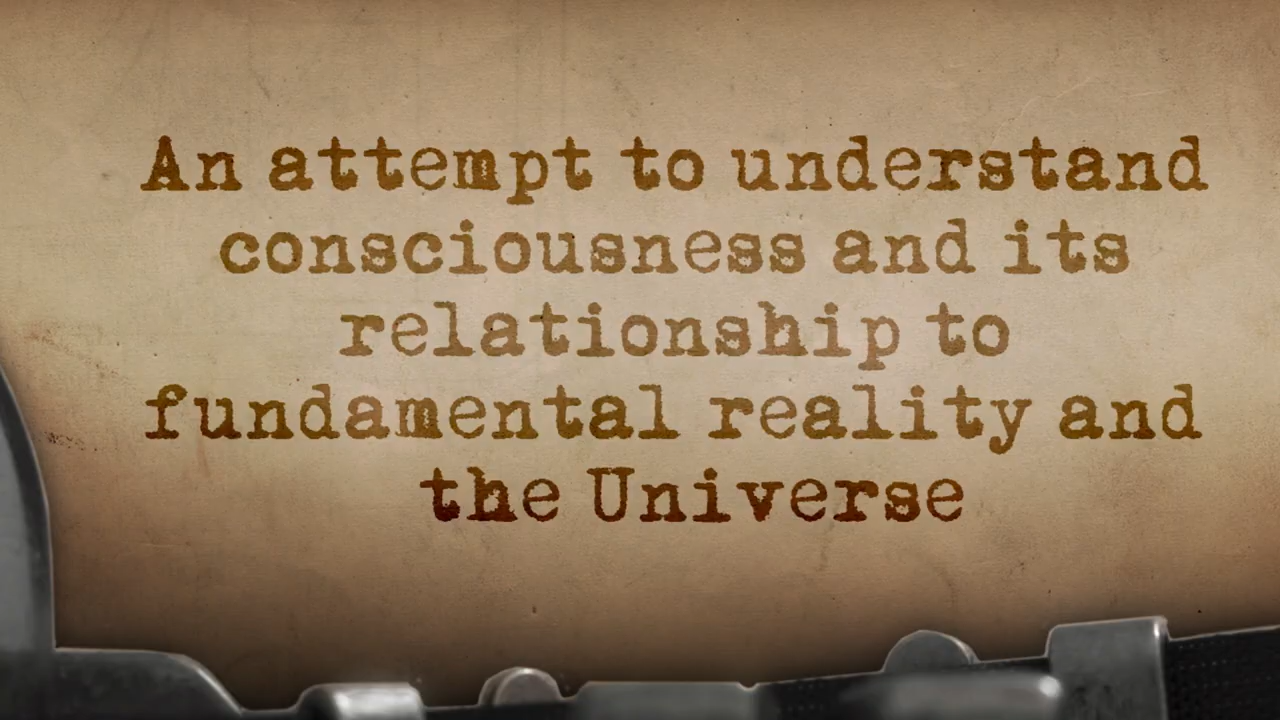 An attempt to understand
consciousness and its
relationship to
fundamental reality and
the Universe